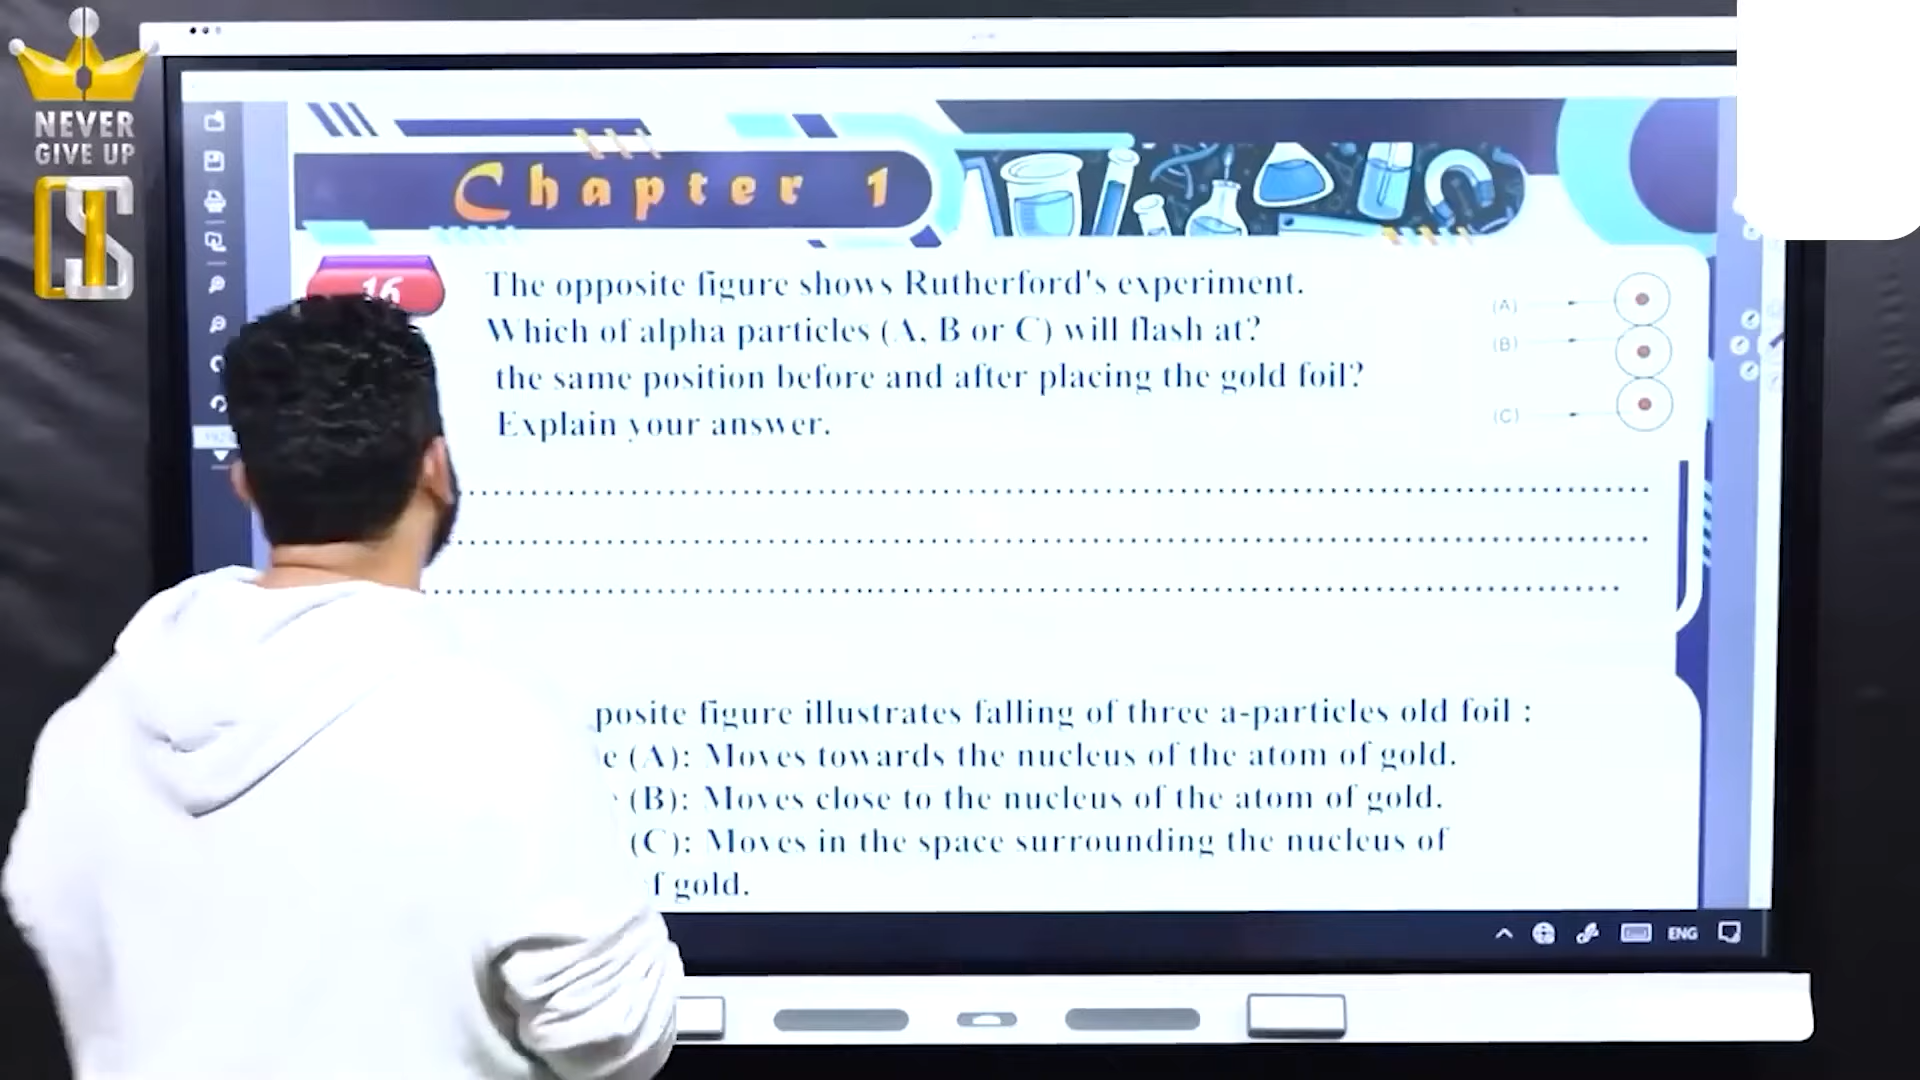 NEVER
GIVE UP
CS
Chapter 1
16
The opposite figure shows Rutherford's experiment.
Which of alpha particles (A, B or C) will flash at?
the same position before and after placing the gold foil?
Explain your answer.
(A)
(B)
(C)
posite figure illustrates falling of three a-particles old foil :
e (A): Moves towards the nucleus of the atom of gold.
(B): Moves close to the nucleus of the atom of gold.
(C): Moves in the space surrounding the nucleus of
f gold.
ENG